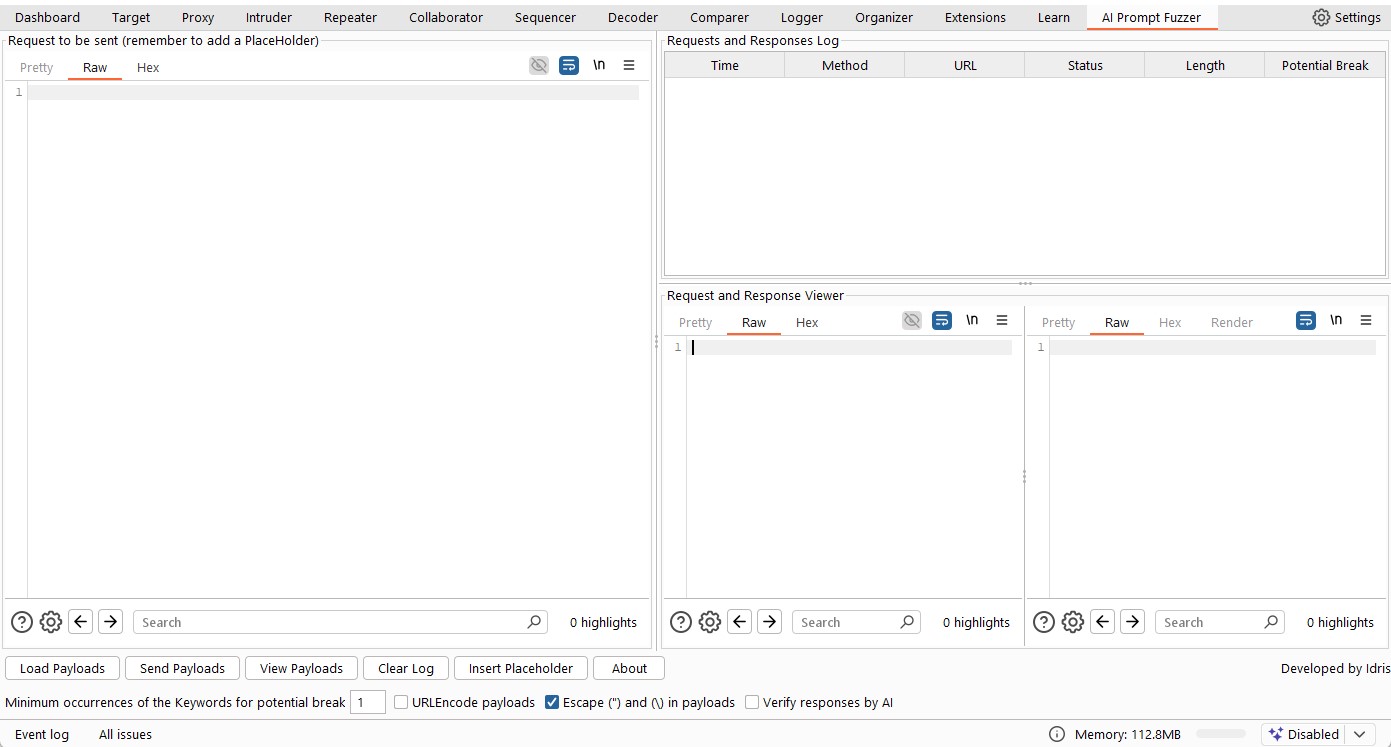 Dashboard Target Proxy Intruder Repeater Collaborator Sequencer Decoder Comparer Logger Organizer Extensions Learn AI Prompt Fuzzer Settings
Request to be sent (remember to add a PlaceHolder)
Pretty Raw Hex \n
1
Search 0 highlights
Requests and Responses Log
Time Method URL Status Length Potential Break
Request and Response Viewer
Pretty Raw Hex \n
1
Search 0 highlights
Pretty Raw Hex Render \n
1
Search 0 highlights
Load Payloads Send Payloads View Payloads Clear Log Insert Placeholder About Developed by Idris
Minimum occurrences of the Keywords for potential break 1 URLEncode payloads Escape (") and (\) in payloads Verify responses by AI
Event log All issues Memory: 112.8MB Disabled